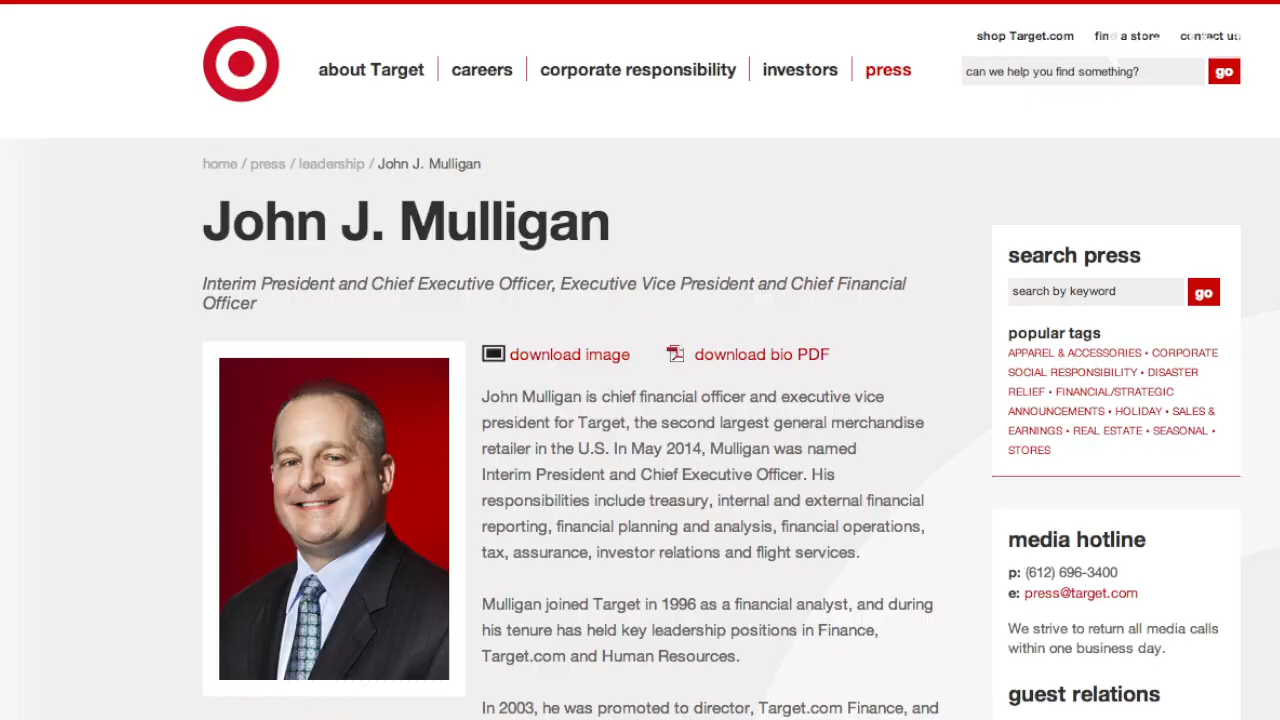 shop Target.com find a store contact us
about Target careers corporate responsibility investors press
can we help you find something? go
home / press / leadership / John J. Mulligan
John J. Mulligan
Interim President and Chief Executive Officer, Executive Vice President and Chief Financial
Officer
download image download bio PDF
John Mulligan is chief financial officer and executive vice
president for Target, the second largest general merchandise
retailer in the U.S. In May 2014, Mulligan was named
Interim President and Chief Executive Officer. His
responsibilities include treasury, internal and external financial
reporting, financial planning and analysis, financial operations,
tax, assurance, investor relations and flight services.
Mulligan joined Target in 1996 as a financial analyst, and during
his tenure has held key leadership positions in Finance,
Target.com and Human Resources.
In 2003, he was promoted to director, Target.com Finance, and
search press
search by keyword go
popular tags
APPAREL & ACCESSORIES • CORPORATE
SOCIAL RESPONSIBILITY • DISASTER
RELIEF • FINANCIAL/STRATEGIC
ANNOUNCEMENTS • HOLIDAY • SALES &
EARNINGS • REAL ESTATE • SEASONAL •
STORES
media hotline
p: (612) 696-3400
e: press@target.com
We strive to return all media calls
within one business day.
guest relations